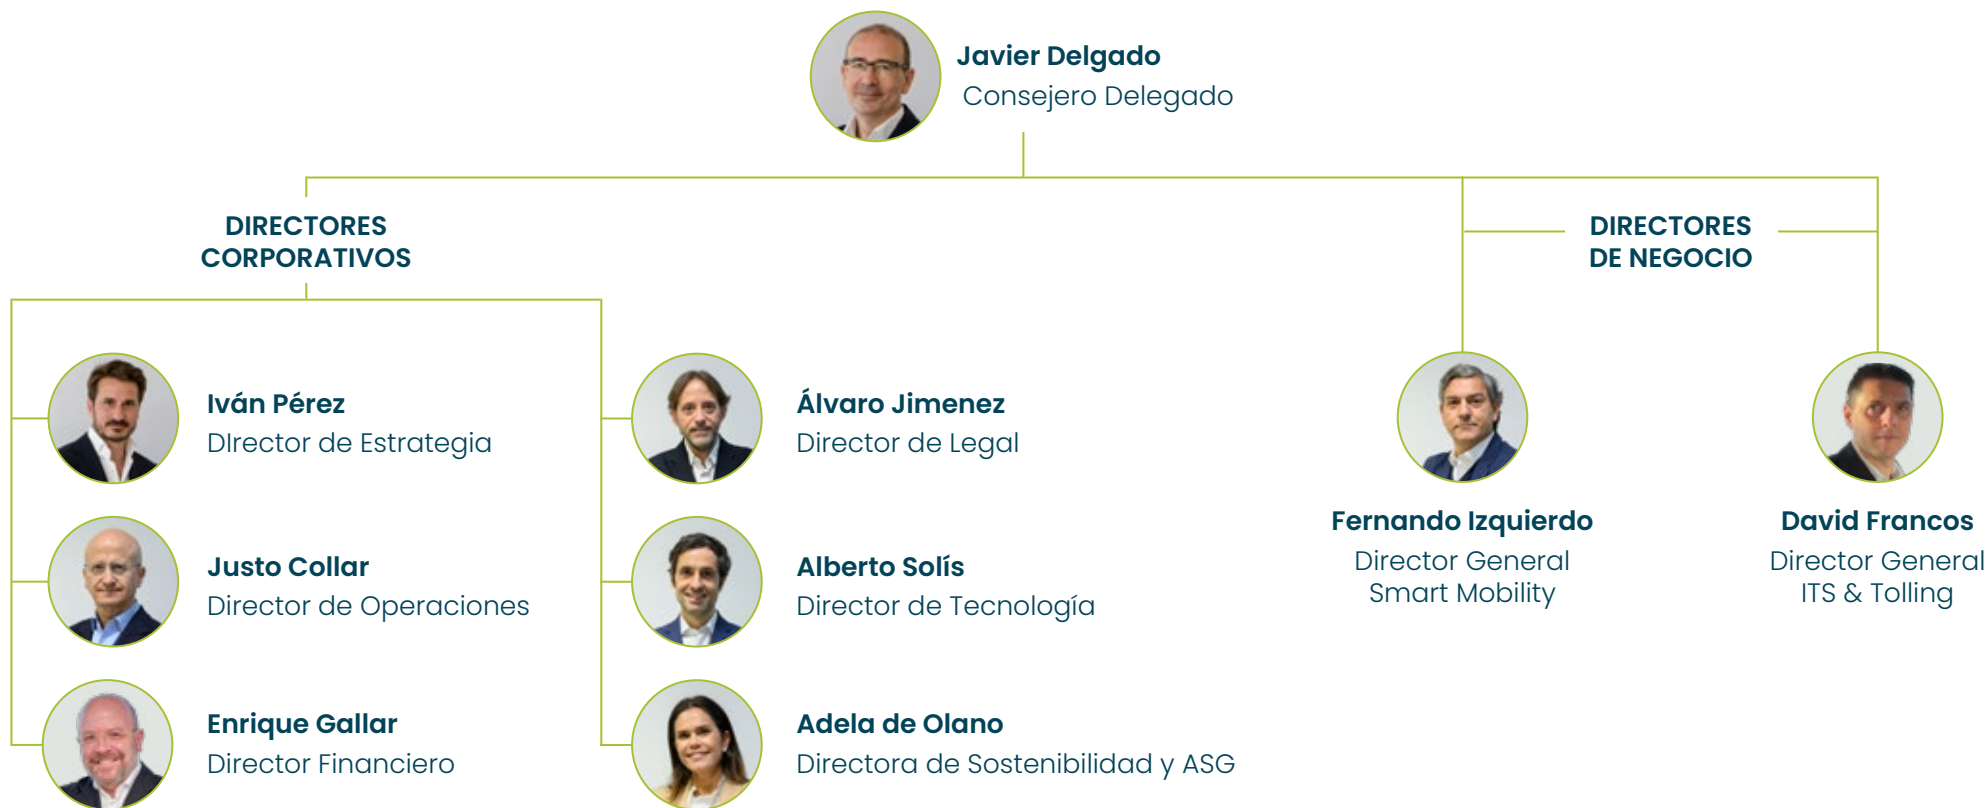 Javier Delgado
Consejero Delegado
DIRECTORES
CORPORATIVOS
DIRECTORES
DE NEGOCIO
Iván Pérez
DIrector de Estrategia
Álvaro Jimenez
Director de Legal
Justo Collar
Director de Operaciones
Alberto Solís
Director de Tecnología
Enrique Gallar
Director Financiero
Adela de Olano
Directora de Sostenibilidad y ASG
Fernando Izquierdo
Director General
Smart Mobility
David Francos
Director General
ITS & Tolling